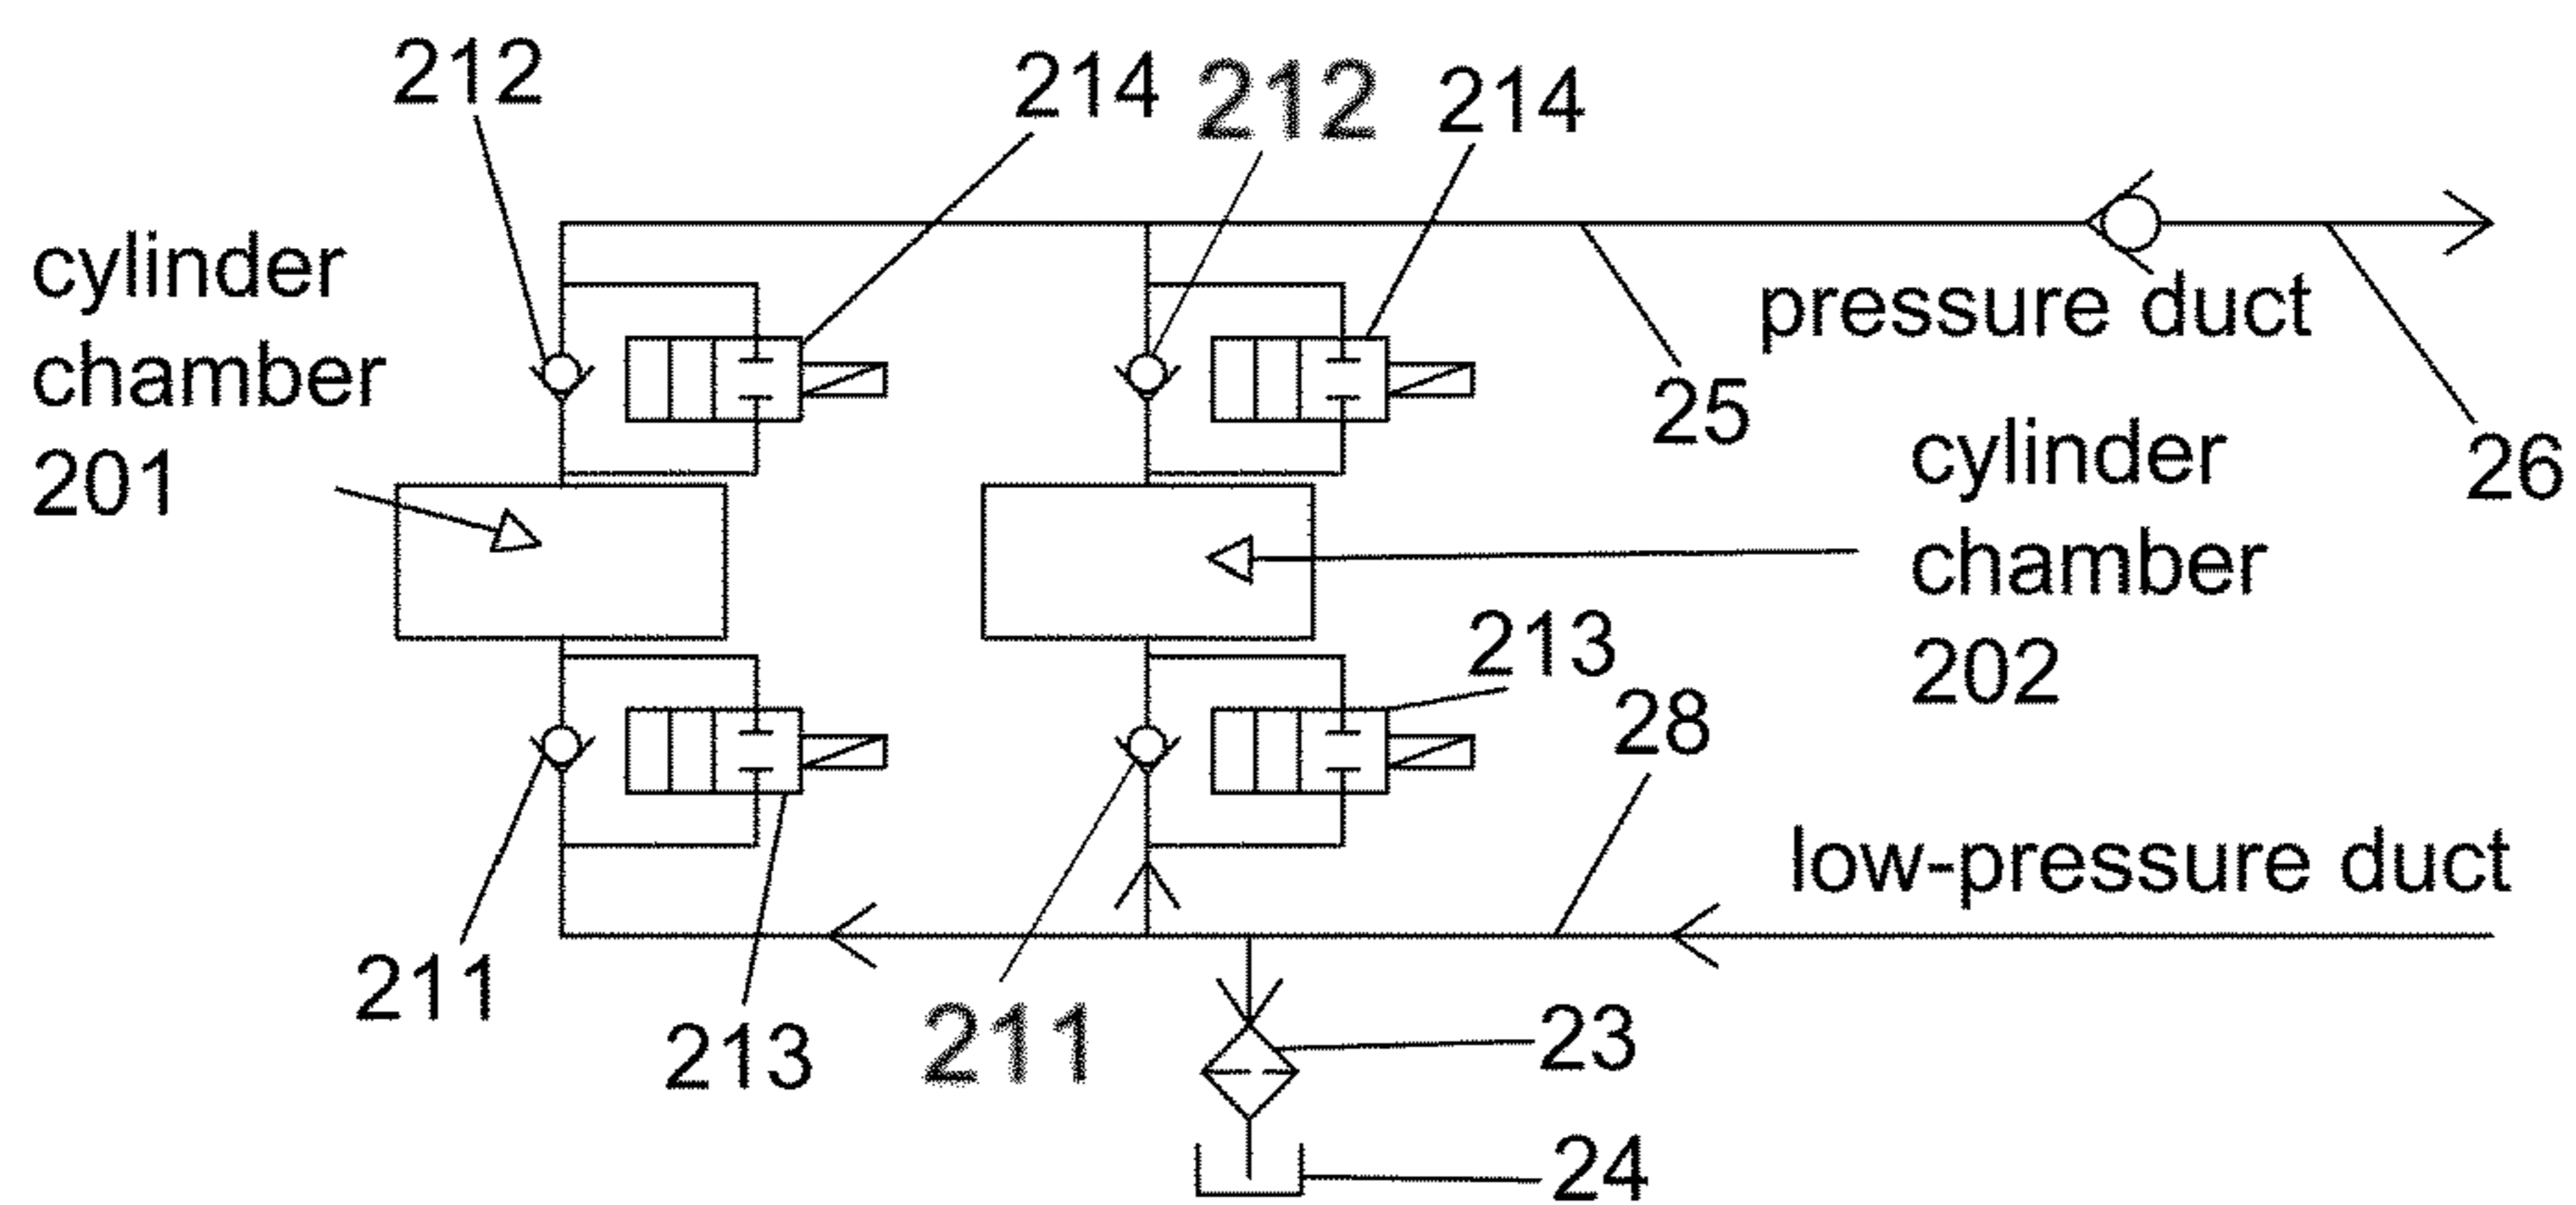 212
214
212
214
cylinder
chamber
201
pressure duct
25
26
cylinder
chamber
202
213
28
low-pressure duct
211
213
211
23
24